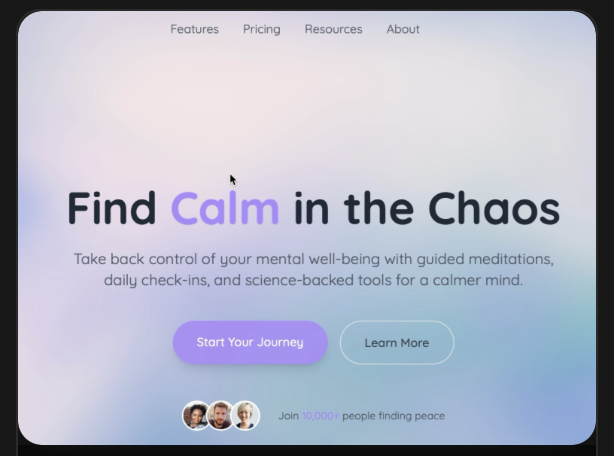 Features Pricing Resources About
Find Calm in the Chaos
Take back control of your mental well-being with guided meditations,
daily check-ins, and science-backed tools for a calmer mind.
Start Your Journey Learn More
Join 10,000+ people finding peace